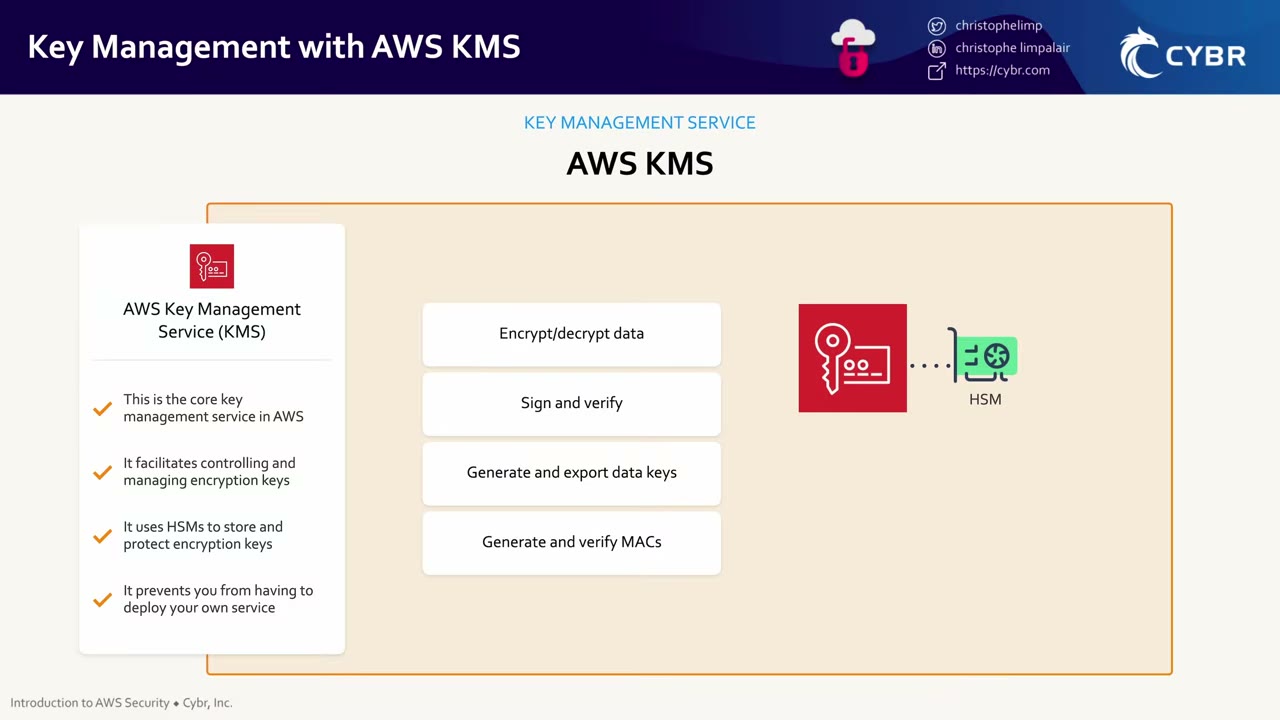 Key Management with AWS KMS
christophelimp
christophe limpalair
https://cybr.com
CYBR
KEY MANAGEMENT SERVICE
AWS KMS
AWS Key Management
Service (KMS)
This is the core key
management service in AWS
It facilitates controlling and
managing encryption keys
It uses HSMs to store and
protect encryption keys
It prevents you from having to
deploy your own service
Encrypt/decrypt data
Sign and verify
Generate and export data keys
Generate and verify MACs
HSM
Introduction to AWS Security ◆ Cybr, Inc.